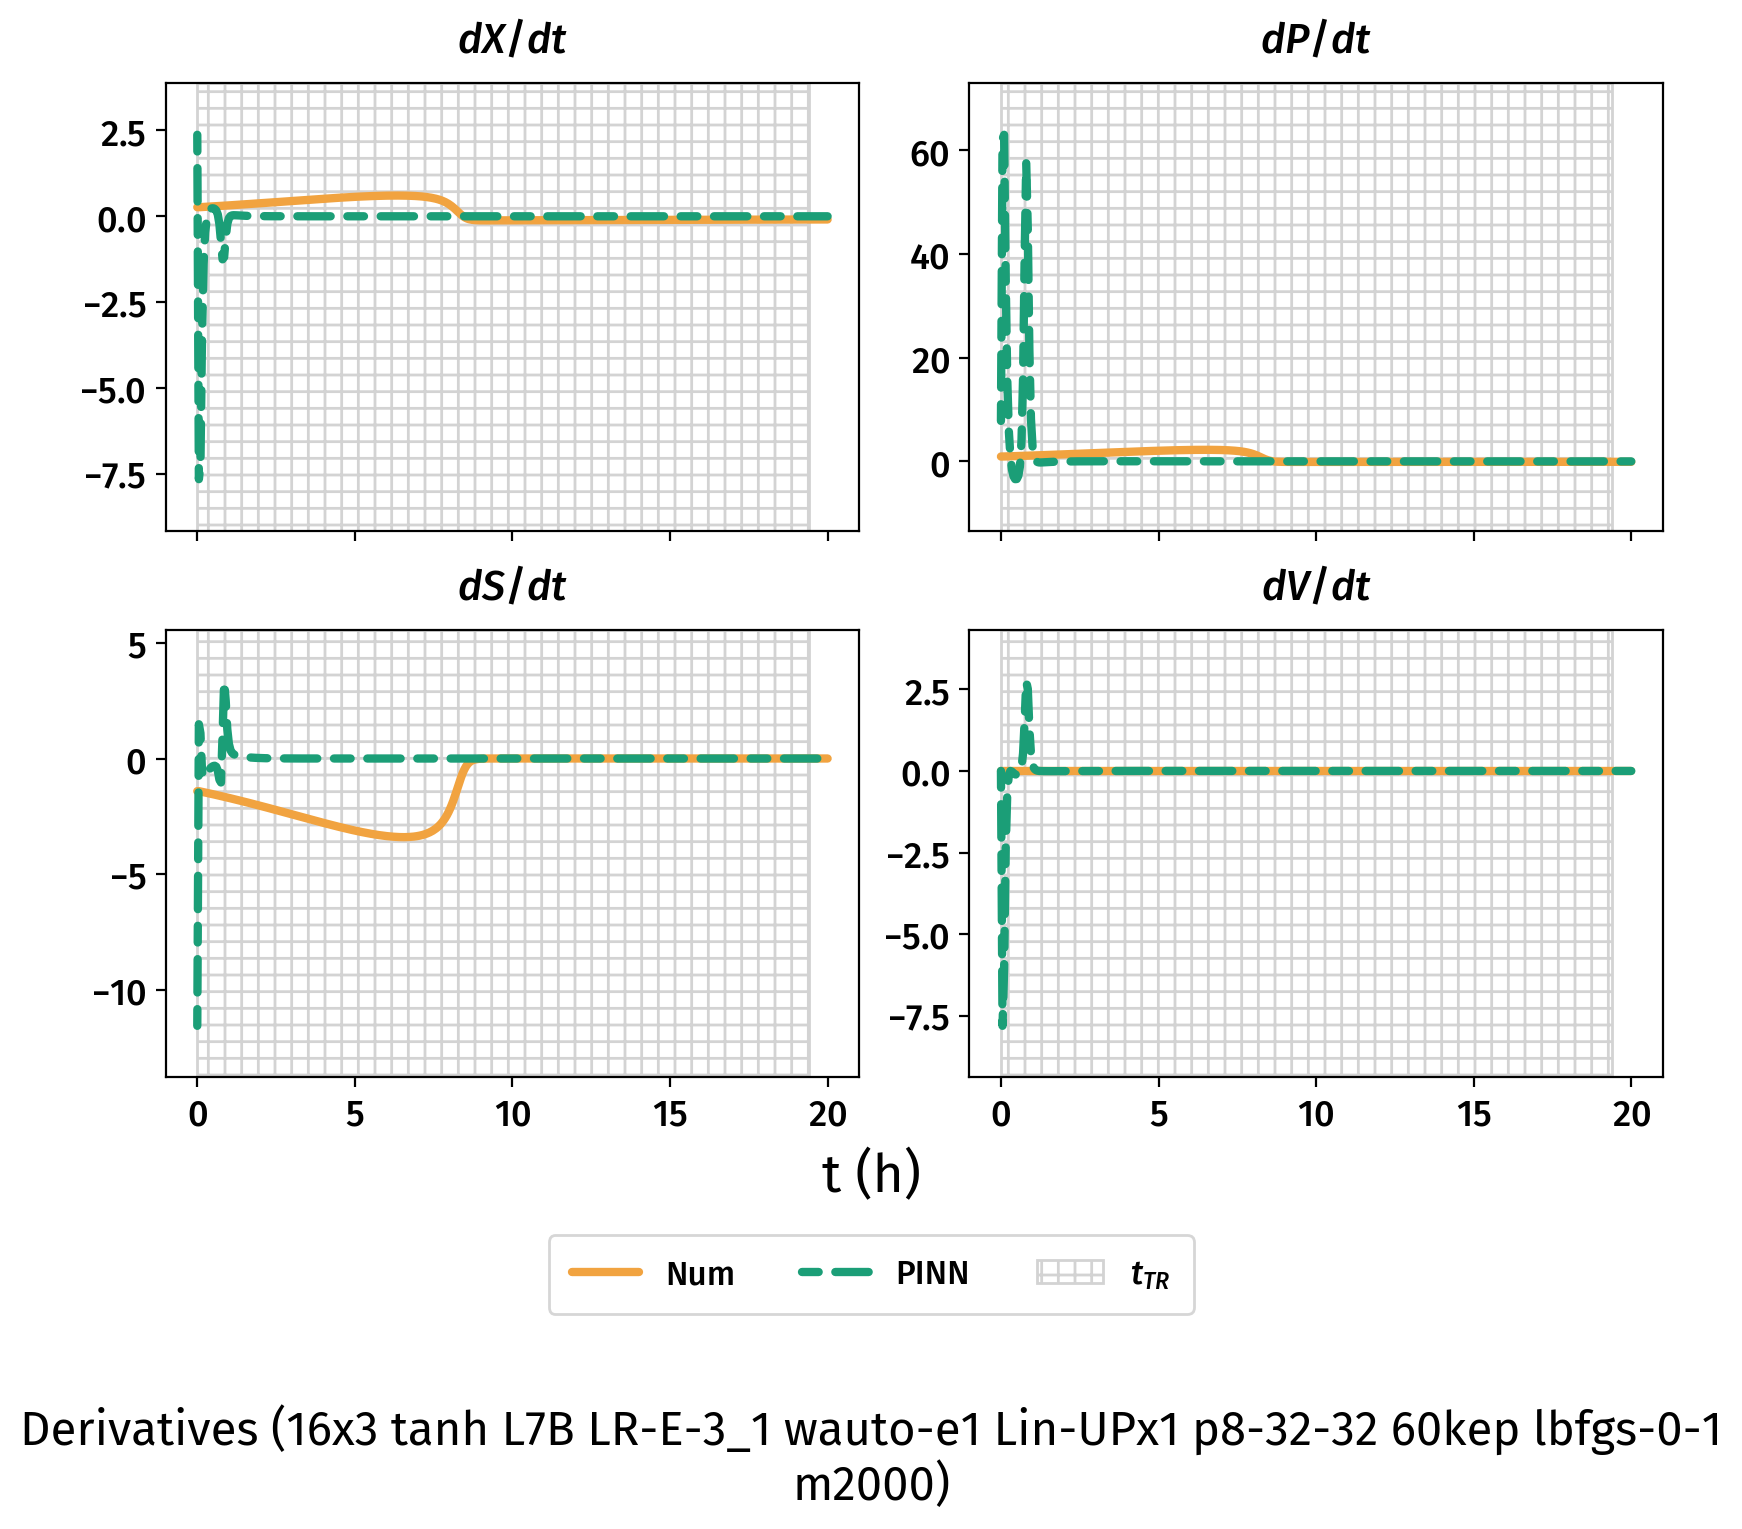 dX/dt
dP/dt
2.5
0.0
−2.5
−5.0
−7.5
60
40
20
0
dS/dt
dV/dt
5
0
−5
−10
2.5
0.0
−2.5
−5.0
−7.5
0 5 10 15 20
0 5 10 15 20
t (h)
Num PINN tTR
Derivatives (16x3 tanh L7B LR-E-3_1 wauto-e1 Lin-UPx1 p8-32-32 60kep lbfgs-0-1
m2000)